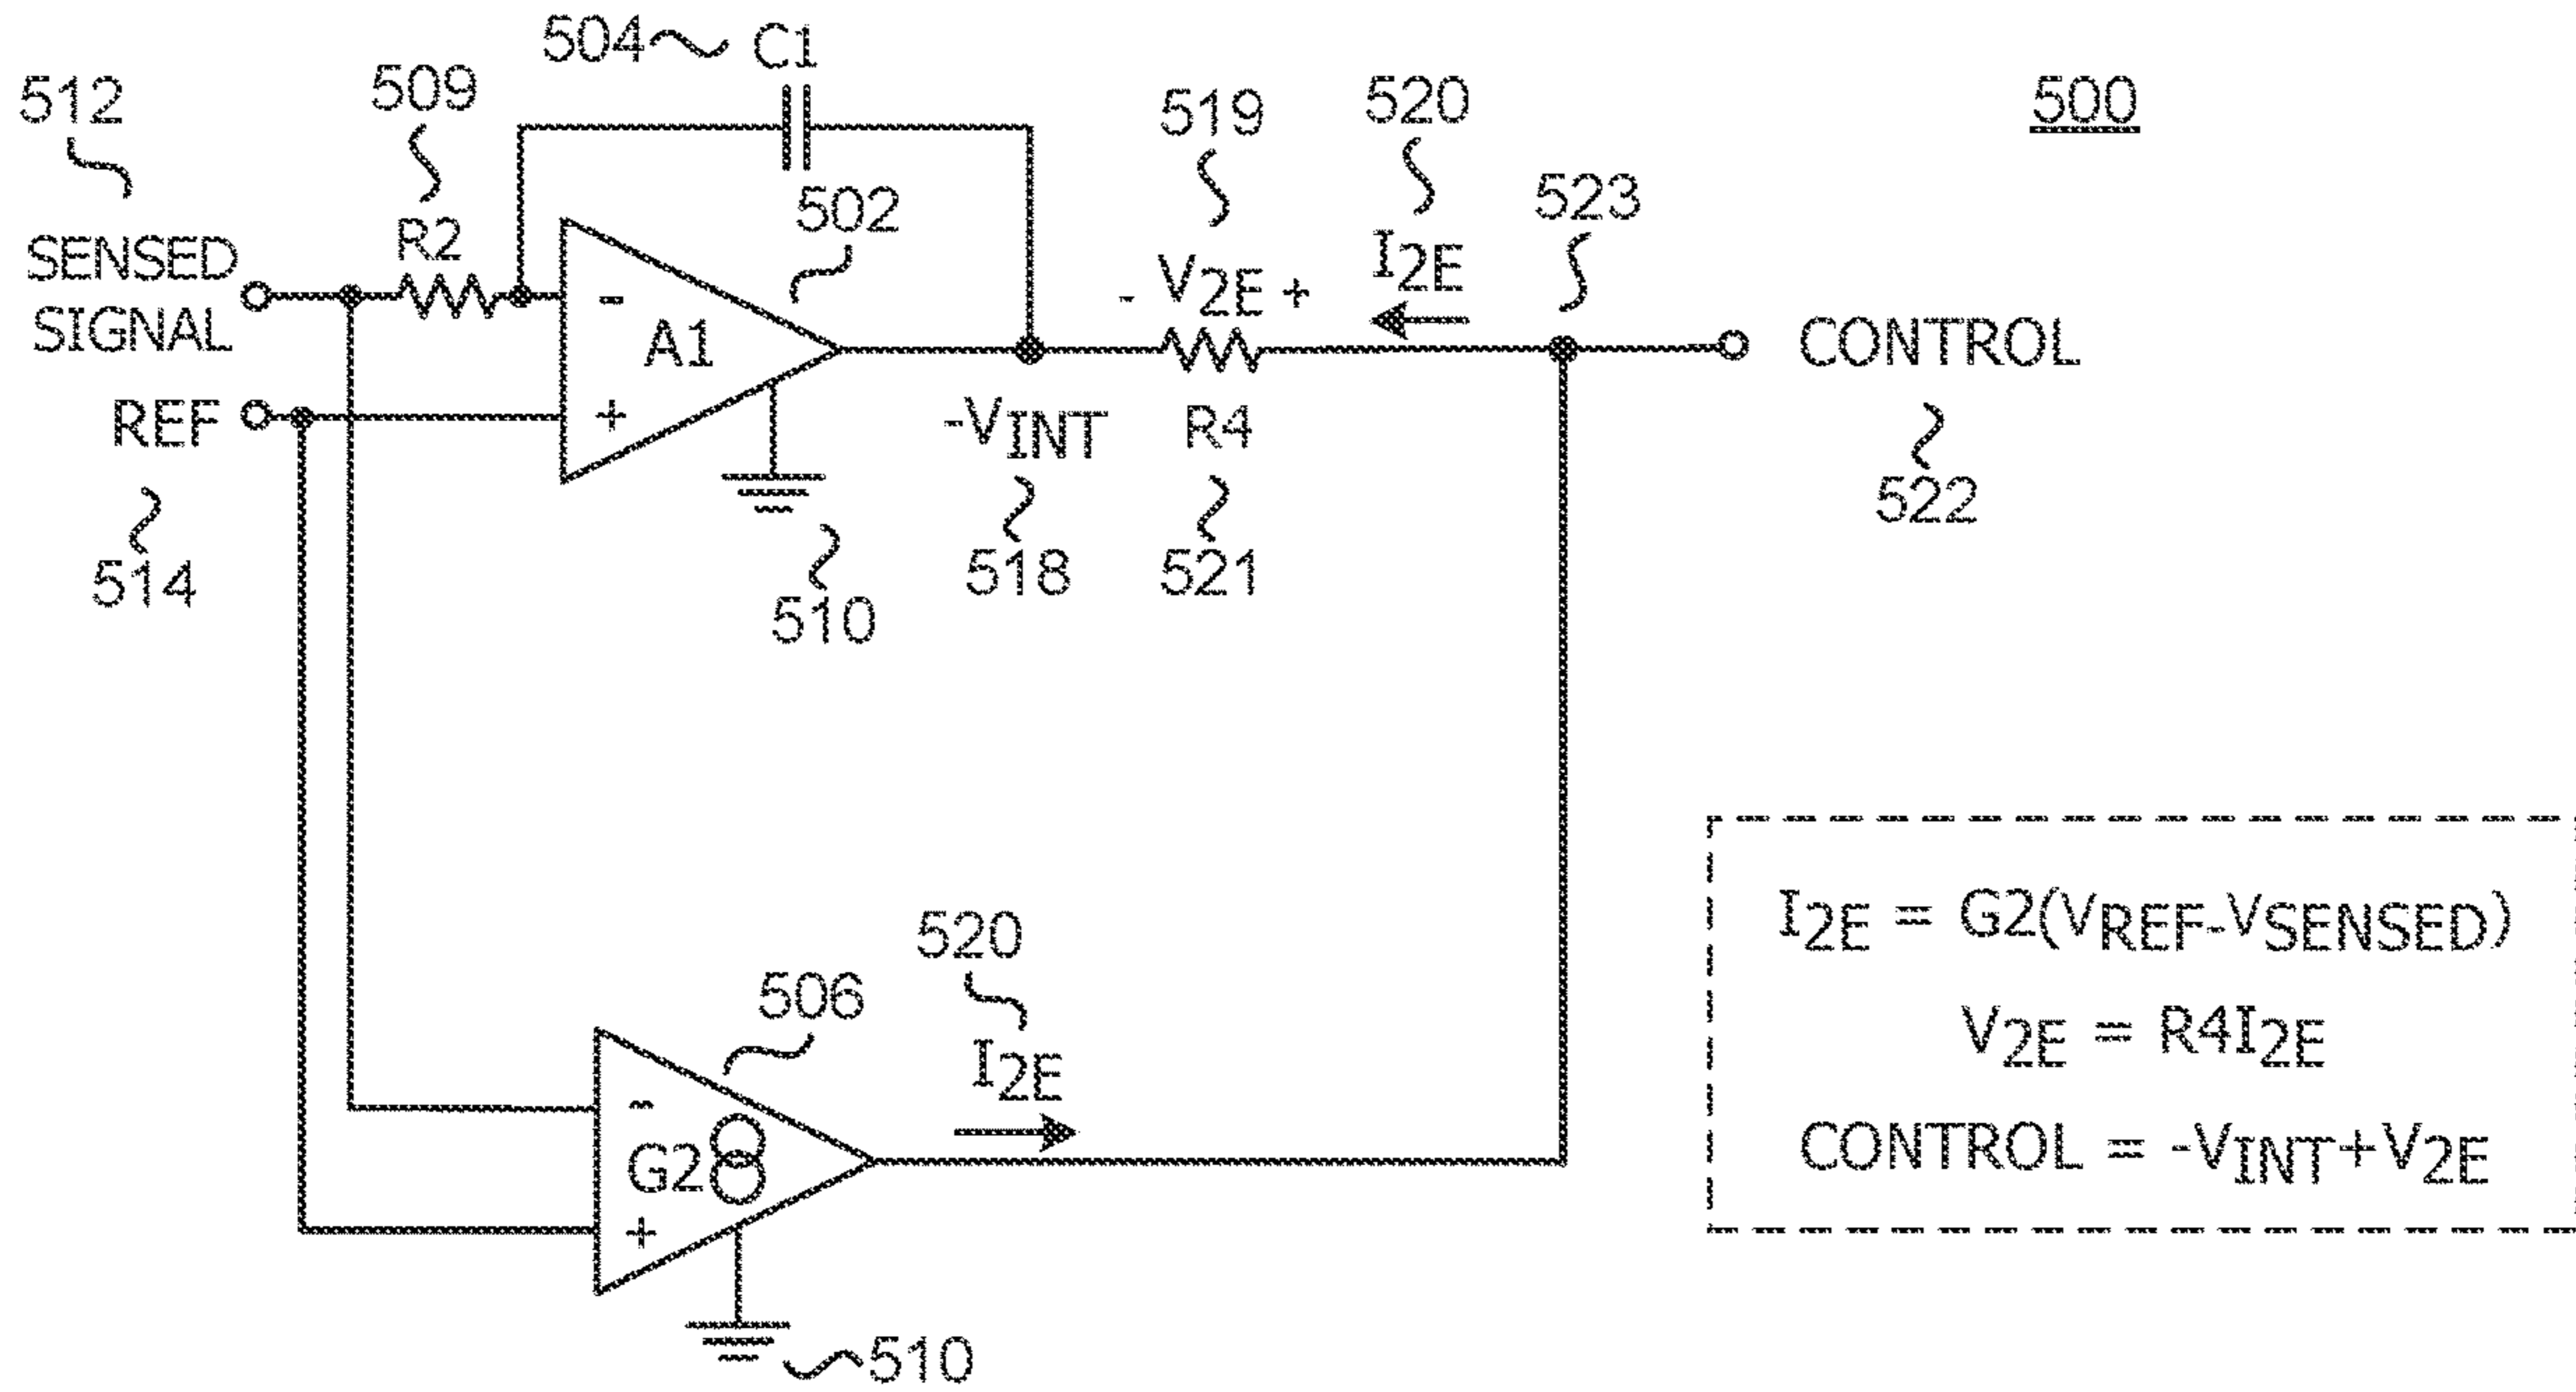 504
C1
512
509
519
520
500
502
523
SENSED
SIGNAL
R2
- V2E +
I2E
-
A1
+
CONTROL
REF
-VINT
R4
514
510
518
521
522
520
506
I2E
-
G2
+
510
I2E = G2(VREF-VSENSED)
V2E = R4I2E
CONTROL = -VINT+V2E